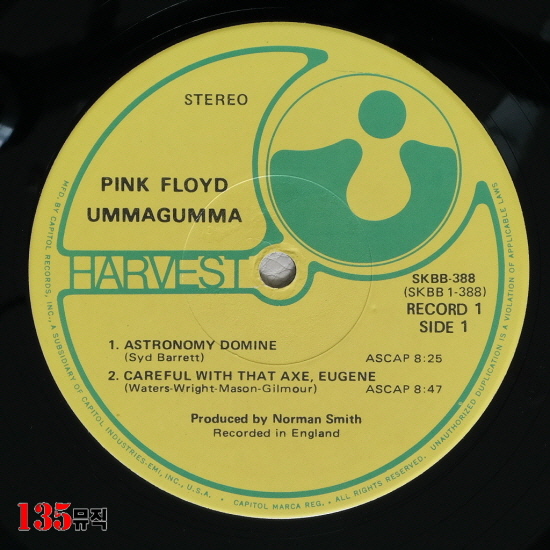 STEREO
PINK FLOYD
UMMAGUMMA
HARVEST
SKBB-388
(SKBB 1-388)
RECORD 1
SIDE 1
1. ASTRONOMY DOMINE
(Syd Barrett) ASCAP 8:25
2. CAREFUL WITH THAT AXE, EUGENE
(Waters-Wright-Mason-Gilmour) ASCAP 8:47
Produced by Norman Smith
Recorded in England
MFD. BY CAPITOL RECORDS, INC., A SUBSIDIARY OF CAPITOL INDUSTRIES-EMI, INC., U.S.A. • CAPITOL MARCA REG. • ALL RIGHTS RESERVED. UNAUTHORIZED DUPLICATION IS A VIOLATION OF APPLICABLE LAWS
135뮤직